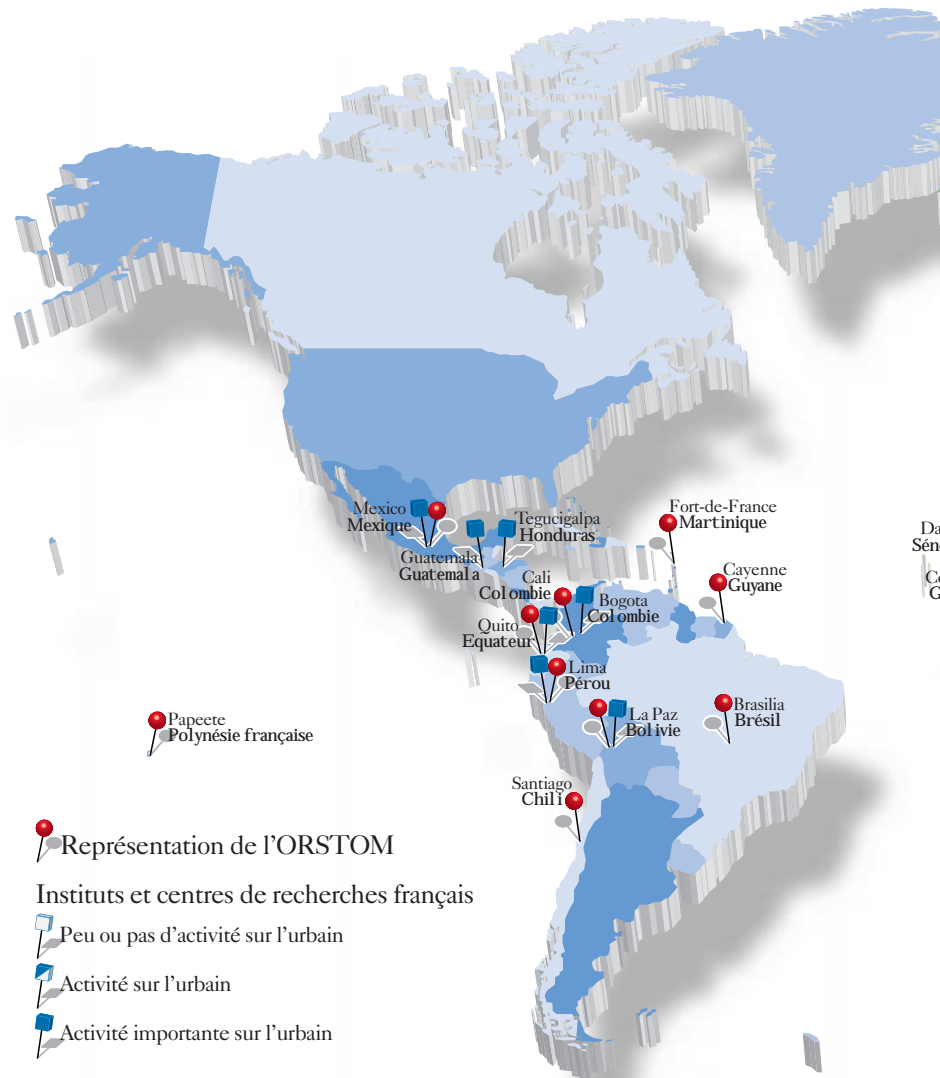 Fort-de-France
Martinique
Mexico
Mexique
Tegucigalpa
Honduras
Guatemala
Guatemala
Cayenne
Guyane
Cali
Colombie
Bogota
Colombie
Quito
Equateur
Lima
Pérou
La Paz
Bolivie
Brasilia
Brésil
Papeete
Polynésie française
Santiago
Chili
Représentation de l'ORSTOM
Instituts et centres de recherches français
Peu ou pas d'activité sur l'urbain
Activité sur l'urbain
Activité importante sur l'urbain